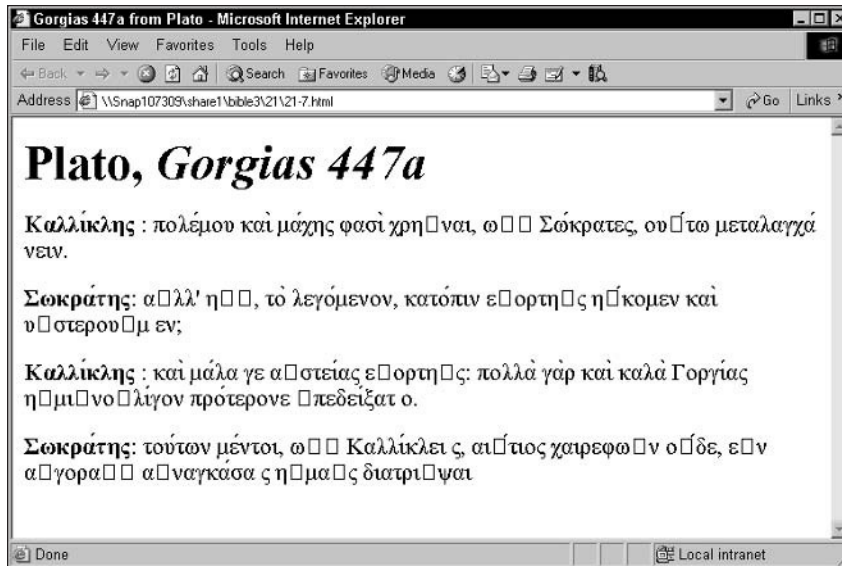 Gorgias 447a from Plato - Microsoft Internet Explorer
File Edit View Favorites Tools Help
Back Search Favorites Media
Address \\Snap107309\share1\bible3\21\21-7.html Go Links
Plato, Gorgias 447a
Καλλίκλης : πολέμου καὶ μάχης φασὶ χρη□ναι, ω□□ Σώκρατες, ου□́τω μεταλαγχά
νειν.
Σωκράτης: α□λλ' η□□, τὸ λεγόμενον, κατόπιν ε□ορτη□ς η□́κομεν καὶ
υ□στερου□μ εν;
Καλλίκλης : καὶ μάλα γε α□στείας ε□ορτη□ς: πολλὰ γὰρ καὶ καλὰ Γοργίας
η□μι□νο□λίγον πρότερονε □πεδείξατ ο.
Σωκράτης: τούτων μέντοι, ω□□ Καλλίκλει ς, αι□́τιος χαιρεφω□ν ο□́δε, ε□ν
α□γορα□□ α□ναγκάσα ς η□μα□ς διατρι□ψαι
Done Local intranet